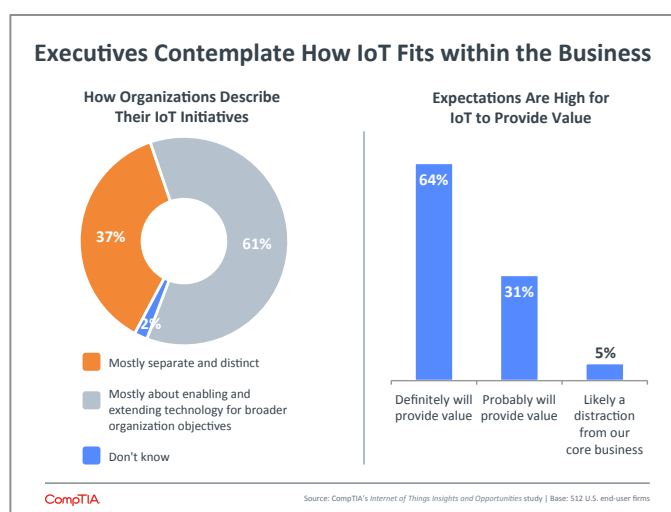 Executives Contemplate How IoT Fits within the Business
How Organizations Describe
Their IoT Initiatives
37%
61%
2%
Mostly separate and distinct
Mostly about enabling and
extending technology for broader
organization objectives
Don't know
Expectations Are High for
IoT to Provide Value
64%
31%
5%
Definitely will
provide value
Probably will
provide value
Likely a
distraction
from our
core business
CompTIA.
Source: CompTIA's Internet of Things Insights and Opportunities study | Base: 512 U.S. end-user firms